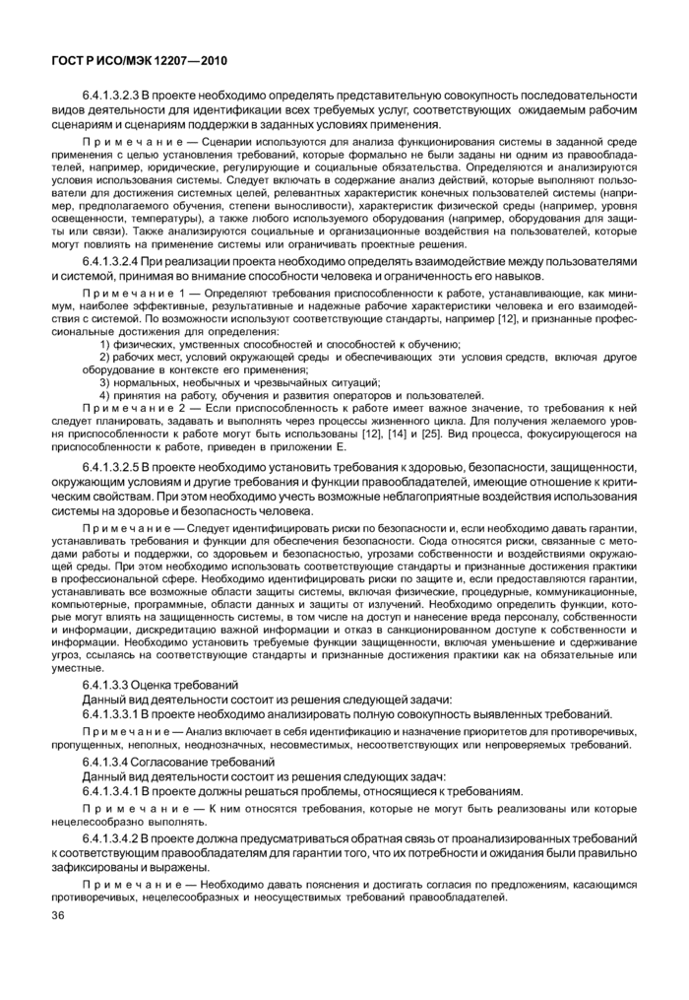 ГОСТ Р ИСО/МЭК 12207—2010
6.4.1.3.2.3 В проекте необходимо определять представительную совокупность последовательности
видов деятельности для идентификации всех требуемых услуг, соответствующих ожидаемым рабочим
сценариям и сценариям поддержки в заданных условиях применения.
П р и м е ч а н и е — Сценарии используются для анализа функционирования системы в заданной среде
применения с целью установления требований, которые формально не были заданы ни одним из правооблада-
телей, например, юридические, регулирующие и социальные обязательства. Определяются и анализируются
условия использования системы. Следует включать в содержание анализ действий, которые выполняют пользо-
ватели для достижения системных целей, релевантных характеристик конечных пользователей системы (напри-
мер, предполагаемого обучения, степени выносливости), характеристик физической среды (например, уровня
освещенности, температуры), а также любого используемого оборудования (например, оборудования для защи-
ты или связи). Также анализируются социальные и организационные воздействия на пользователей, которые
могут повлиять на применение системы или ограничивать проектные решения.
6.4.1.3.2.4 При реализации проекта необходимо определять взаимодействие между пользователями
и системой, принимая во внимание способности человека и ограниченность его навыков.
П р и м е ч а н и е 1 — Определяют требования приспособленности к работе, устанавливающие, как мини-
мум, наиболее эффективные, результативные и надежные рабочие характеристики человека и его взаимодей-
ствия с системой. По возможности используют соответствующие стандарты, например [12], и признанные профес-
сиональные достижения для определения:
1) физических, умственных способностей и способностей к обучению;
2) рабочих мест, условий окружающей среды и обеспечивающих эти условия средств, включая другое
оборудование в контексте его применения;
3) нормальных, необычных и чрезвычайных ситуаций;
4) принятия на работу, обучения и развития операторов и пользователей.
П р и м е ч а н и е 2 — Если приспособленность к работе имеет важное значение, то требования к ней
следует планировать, задавать и выполнять через процессы жизненного цикла. Для получения желаемого уров-
ня приспособленности к работе могут быть использованы [12], [14] и [25]. Вид процесса, фокусирующегося на
приспособленности к работе, приведен в приложении Е.
6.4.1.3.2.5 В проекте необходимо установить требования к здоровью, безопасности, защищенности,
окружающим условиям и другие требования и функции правообладателей, имеющие отношение к крити-
ческим свойствам. При этом необходимо учесть возможные неблагоприятные воздействия использования
системы на здоровье и безопасность человека.
П р и м е ч а н и е — Следует идентифицировать риски по безопасности и, если необходимо давать гарантии,
устанавливать требования и функции для обеспечения безопасности. Сюда относятся риски, связанные с мето-
дами работы и поддержки, со здоровьем и безопасностью, угрозами собственности и воздействиями окружаю-
щей среды. При этом необходимо использовать соответствующие стандарты и признанные достижения практики
в профессиональной сфере. Необходимо идентифицировать риски по защите и, если предоставляются гарантии,
устанавливать все возможные области защиты системы, включая физические, процедурные, коммуникационные,
компьютерные, программные, области данных и защиты от излучений. Необходимо определить функции, кото-
рые могут влиять на защищенность системы, в том числе на доступ и нанесение вреда персоналу, собственности
и информации, дискредитацию важной информации и отказ в санкционированном доступе к собственности и
информации. Необходимо установить требуемые функции защищенности, включая уменьшение и сдерживание
угроз, ссылаясь на соответствующие стандарты и признанные достижения практики как на обязательные или
уместные.
6.4.1.3.3 Оценка требований
Данный вид деятельности состоит из решения следующей задачи:
6.4.1.3.3.1 В проекте необходимо анализировать полную совокупность выявленных требований.
П р и м е ч а н и е — Анализ включает в себя идентификацию и назначение приоритетов для противоречивых,
пропущенных, неполных, неоднозначных, несовместимых, несоответствующих или непроверяемых требований.
6.4.1.3.4 Согласование требований
Данный вид деятельности состоит из решения следующих задач:
6.4.1.3.4.1 В проекте должны решаться проблемы, относящиеся к требованиям.
П р и м е ч а н и е — К ним относятся требования, которые не могут быть реализованы или которые
нецелесообразно выполнять.
6.4.1.3.4.2 В проекте должна предусматриваться обратная связь от проанализированных требований
к соответствующим правообладателям для гарантии того, что их потребности и ожидания были правильно
зафиксированы и выражены.
П р и м е ч а н и е — Необходимо давать пояснения и достигать согласия по предложениям, касающимся
противоречивых, нецелесообразных и неосуществимых требований правообладателей.
36